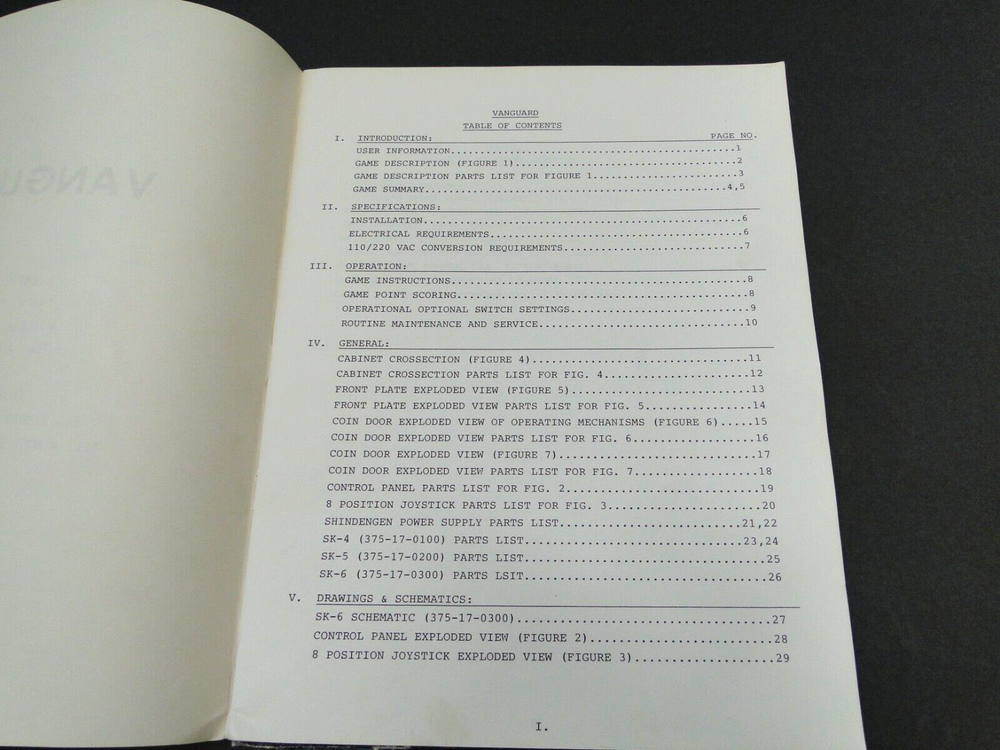 VANGUARD
TABLE OF CONTENTS
PAGE NO.
I. INTRODUCTION:
USER INFORMATION...............................................1
GAME DESCRIPTION (FIGURE 1).....................................2
GAME DESCRIPTION PARTS LIST FOR FIGURE 1........................3
GAME SUMMARY..................................................4,5
II. SPECIFICATIONS:
INSTALLATION....................................................6
ELECTRICAL REQUIREMENTS.........................................6
110/220 VAC CONVERSION REQUIREMENTS.............................7
III. OPERATION:
GAME INSTRUCTIONS...............................................8
GAME POINT SCORING..............................................8
OPERATIONAL OPTIONAL SWITCH SETTINGS............................9
ROUTINE MAINTENANCE AND SERVICE................................10
IV. GENERAL:
CABINET CROSSECTION (FIGURE 4).................................11
CABINET CROSSECTION PARTS LIST FOR FIG. 4......................12
FRONT PLATE EXPLODED VIEW (FIGURE 5)...........................13
FRONT PLATE EXPLODED VIEW PARTS LIST FOR FIG. 5................14
COIN DOOR EXPLODED VIEW OF OPERATING MECHANISMS (FIGURE 6).....15
COIN DOOR EXPLODED VIEW PARTS LIST FOR FIG. 6..................16
COIN DOOR EXPLODED VIEW (FIGURE 7).............................17
COIN DOOR EXPLODED VIEW PARTS LIST FOR FIG. 7..................18
CONTROL PANEL PARTS LIST FOR FIG. 2............................19
8 POSITION JOYSTICK PARTS LIST FOR FIG. 3......................20
SHINDENGEN POWER SUPPLY PARTS LIST..........................21,22
SK-4 (375-17-0100) PARTS LIST...............................23,24
SK-5 (375-17-0200) PARTS LIST..................................25
SK-6 (375-17-0300) PARTS LSIT..................................26
V. DRAWINGS & SCHEMATICS:
SK-6 SCHEMATIC (375-17-0300)...................................27
CONTROL PANEL EXPLODED VIEW (FIGURE 2).........................28
8 POSITION JOYSTICK EXPLODED VIEW (FIGURE 3)...................29
I.